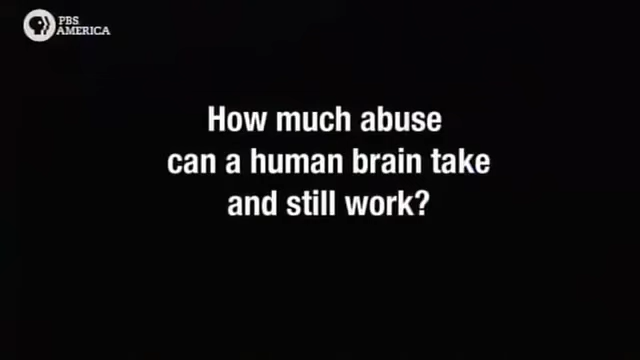 PBS
AMERICA
How much abuse
can a human brain take
and still work?